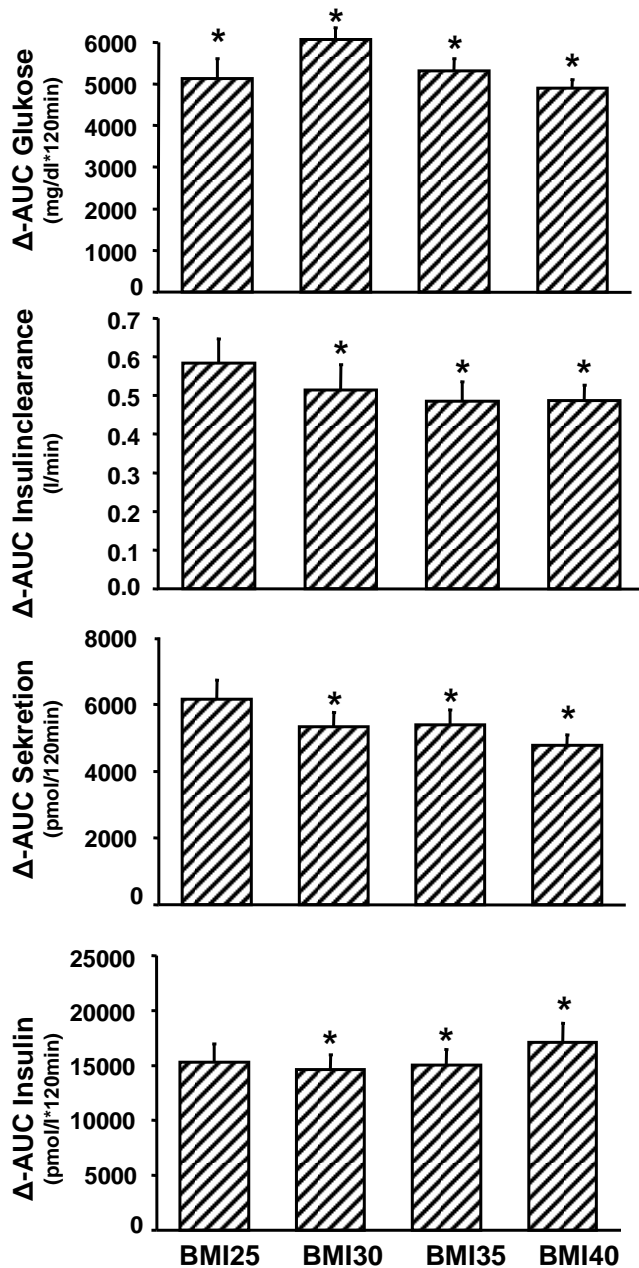 Δ-AUC Glukose
(mg/dl*120min)
6000
5000
4000
3000
2000
1000
0
* * * *
Δ-AUC Insulinclearance
(l/min)
0.7
0.6
0.5
0.4
0.3
0.2
0.1
0.0
* * *
Δ-AUC Sekretion
(pmol/120min)
8000
6000
4000
2000
0
* * *
Δ-AUC Insulin
(pmol/l*120min)
25000
20000
15000
10000
5000
0
* * *
BMI25 BMI30 BMI35 BMI40